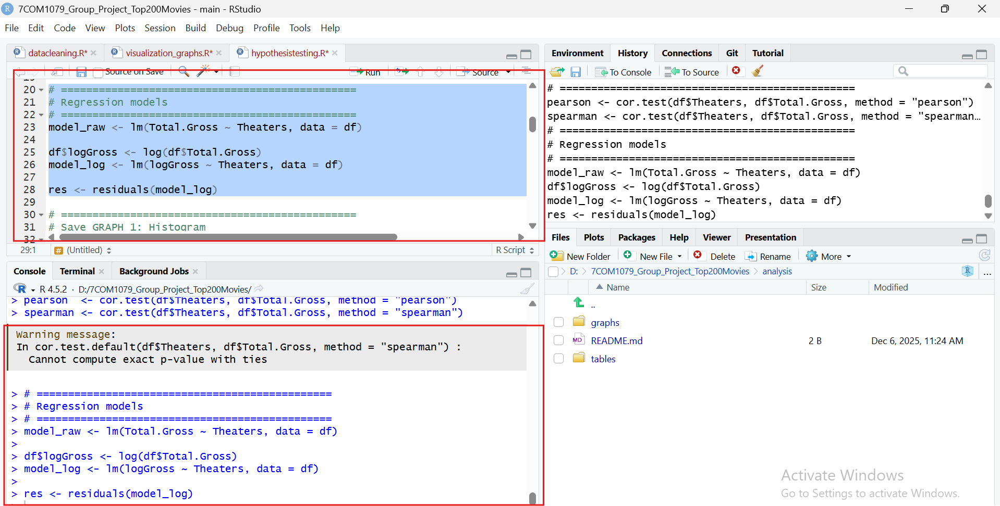 7COM1079_Group_Project_Top200Movies - main - RStudio
File Edit Code View Plots Session Build Debug Profile Tools Help
datacleaning.R* visualization_graphs.R* hypothesistesting.R*
Source on Save Run Source
20 # ===============================================
21 # Regression models
22 # ===============================================
23 model_raw <- lm(Total.Gross ~ Theaters, data = df)
24
25 df$logGross <- log(df$Total.Gross)
26 model_log <- lm(logGross ~ Theaters, data = df)
27
28 res <- residuals(model_log)
29
30 # ===============================================
31 # Save GRAPH 1: Histogram
32
29:1 # (Untitled) R Script
Console Terminal Background Jobs
R 4.5.2 · D:/7COM1079_Group_Project_Top200Movies/
> pearson  <- cor.test(df$Theaters, df$Total.Gross, method = "pearson")
> spearman <- cor.test(df$Theaters, df$Total.Gross, method = "spearman")
Warning message:
In cor.test.default(df$Theaters, df$Total.Gross, method = "spearman") :
  Cannot compute exact p-value with ties
> # ===============================================
> # Regression models
> # ===============================================
> model_raw <- lm(Total.Gross ~ Theaters, data = df)
>
> df$logGross <- log(df$Total.Gross)
> model_log <- lm(logGross ~ Theaters, data = df)
>
> res <- residuals(model_log)
Environment History Connections Git Tutorial
To Console To Source
# ===============================================
pearson <- cor.test(df$Theaters, df$Total.Gross, method = "pearson")
spearman <- cor.test(df$Theaters, df$Total.Gross, method = "spearman…
# ===============================================
# Regression models
# ===============================================
model_raw <- lm(Total.Gross ~ Theaters, data = df)
df$logGross <- log(df$Total.Gross)
model_log <- lm(logGross ~ Theaters, data = df)
res <- residuals(model_log)
Files Plots Packages Help Viewer Presentation
New Folder New File Delete Rename More
D: 7COM1079_Group_Project_Top200Movies analysis
Name Size Modified
..
graphs
README.md 2 B Dec 6, 2025, 11:24 AM
tables
Activate Windows
Go to Settings to activate Windows.